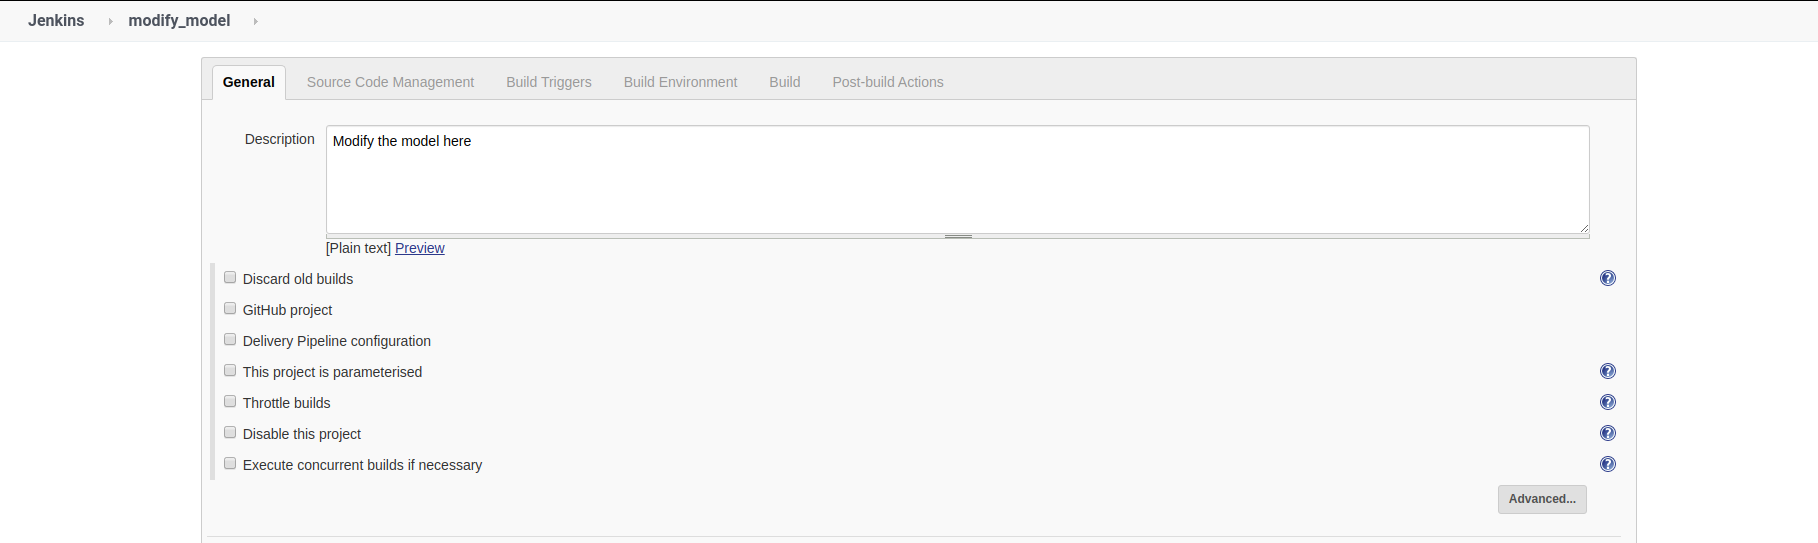 Jenkins modify_model
General Source Code Management Build Triggers Build Environment Build Post-build Actions
Description Modify the model here
[Plain text] Preview
Discard old builds ?
GitHub project
Delivery Pipeline configuration
This project is parameterised ?
Throttle builds ?
Disable this project ?
Execute concurrent builds if necessary ?
Advanced...